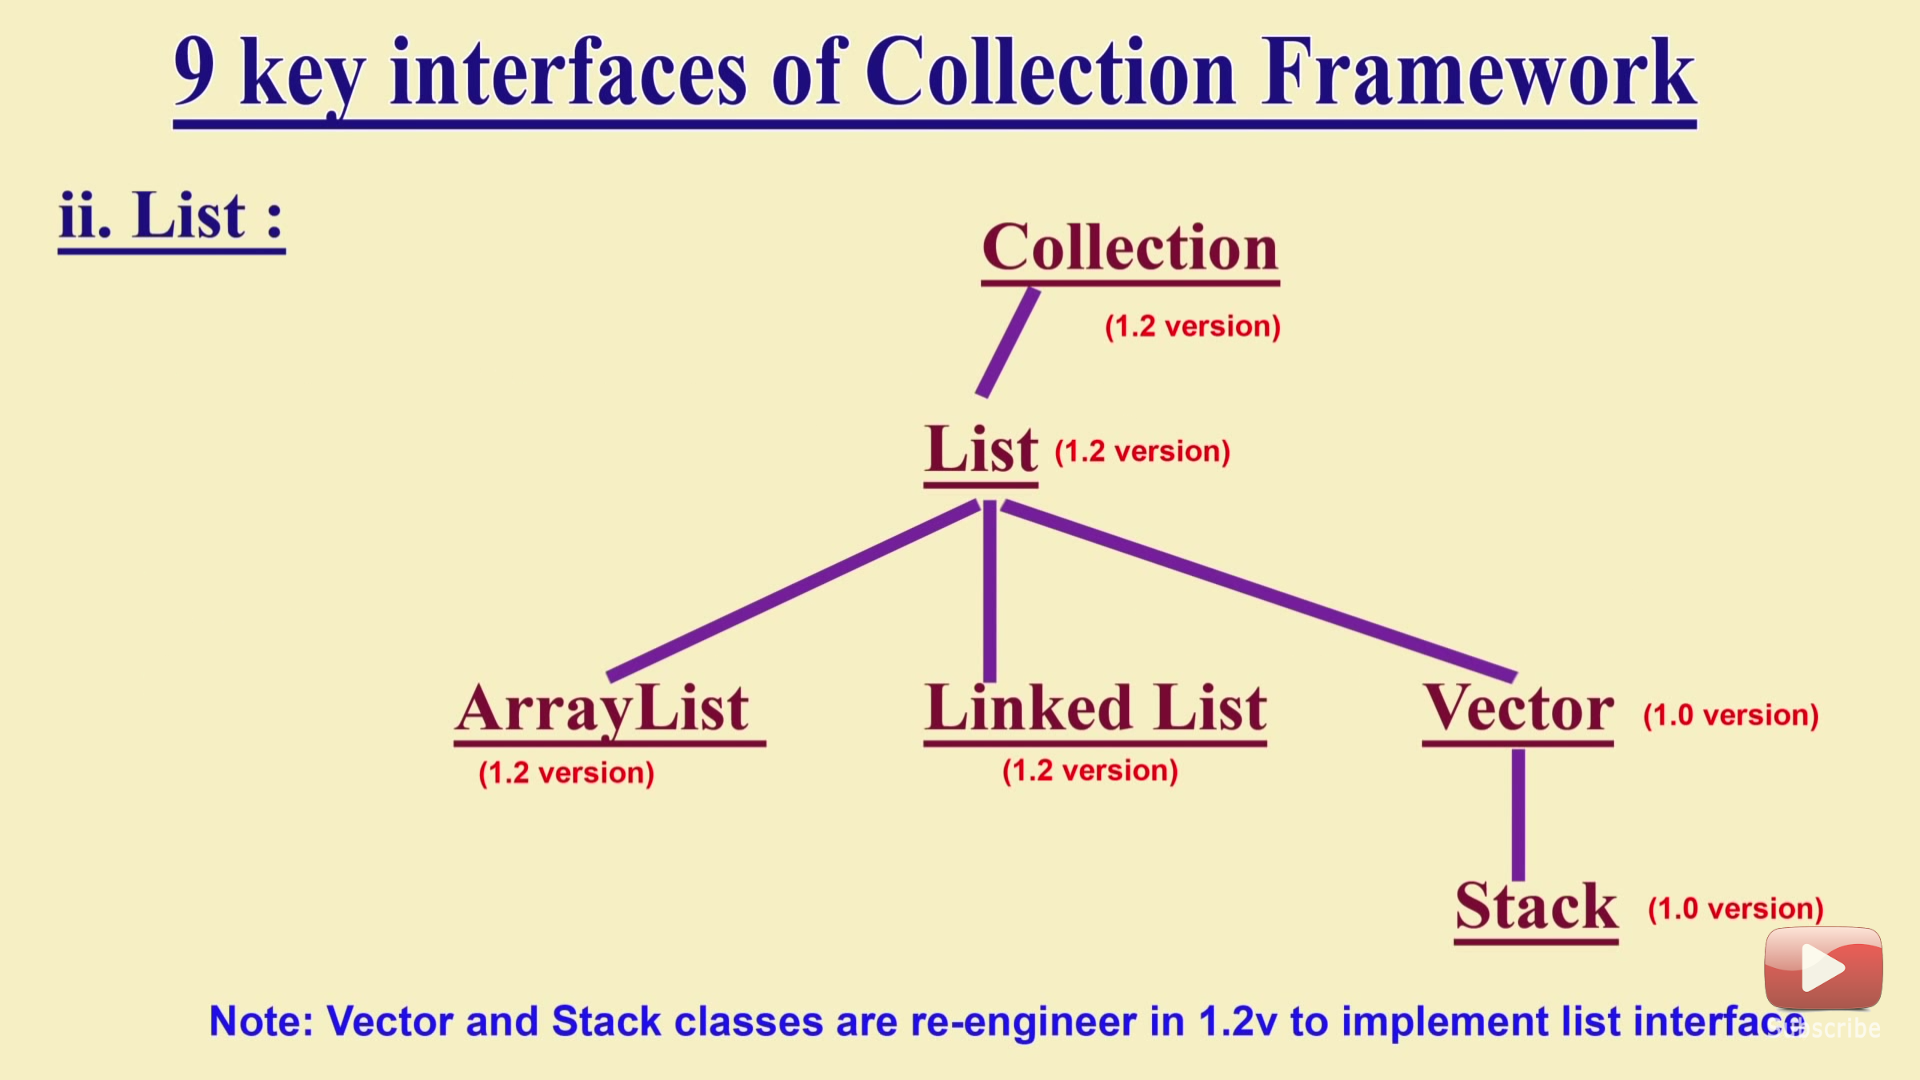 9 key interfaces of Collection Framework
ii. List :
Collection
(1.2 version)
List (1.2 version)
ArrayList
(1.2 version)
Linked List
(1.2 version)
Vector (1.0 version)
Stack (1.0 version)
Note: Vector and Stack classes are re-engineer in 1.2v to implement list interface
Subscribe